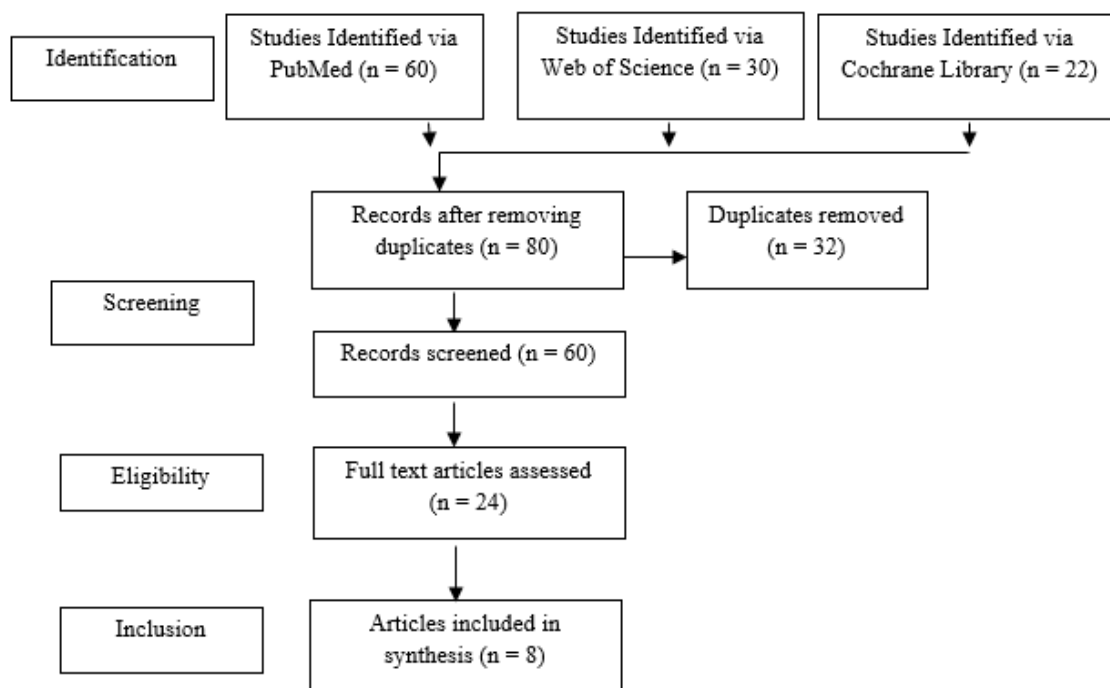 Identification
Studies Identified via
PubMed (n = 60)
Studies Identified via
Web of Science (n = 30)
Studies Identified via
Cochrane Library (n = 22)
Records after removing
duplicates (n = 80)
Duplicates removed
(n = 32)
Screening
Records screened (n = 60)
Eligibility
Full text articles assessed
(n = 24)
Inclusion
Articles included in
synthesis (n = 8)